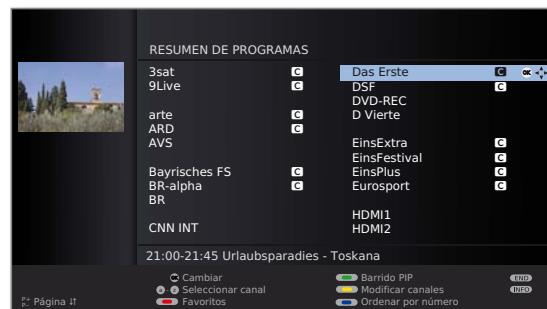 RESUMEN DE PROGRAMAS
3sat C
9Live C
arte C
ARD C
AVS
Bayrisches FS C
BR-alpha C
BR
CNN INT
Das Erste C OK
DSF C
DVD-REC
D Vierte
EinsExtra C
EinsFestival C
EinsPlus C
Eurosport C
HDMI1
HDMI2
21:00-21:45 Urlaubsparadies - Toskana
OK Cambiar
Seleccionar canal
Favoritos
Barrido PIP
Modificar canales
Ordenar por número
END
INFO
P+
P-
Página